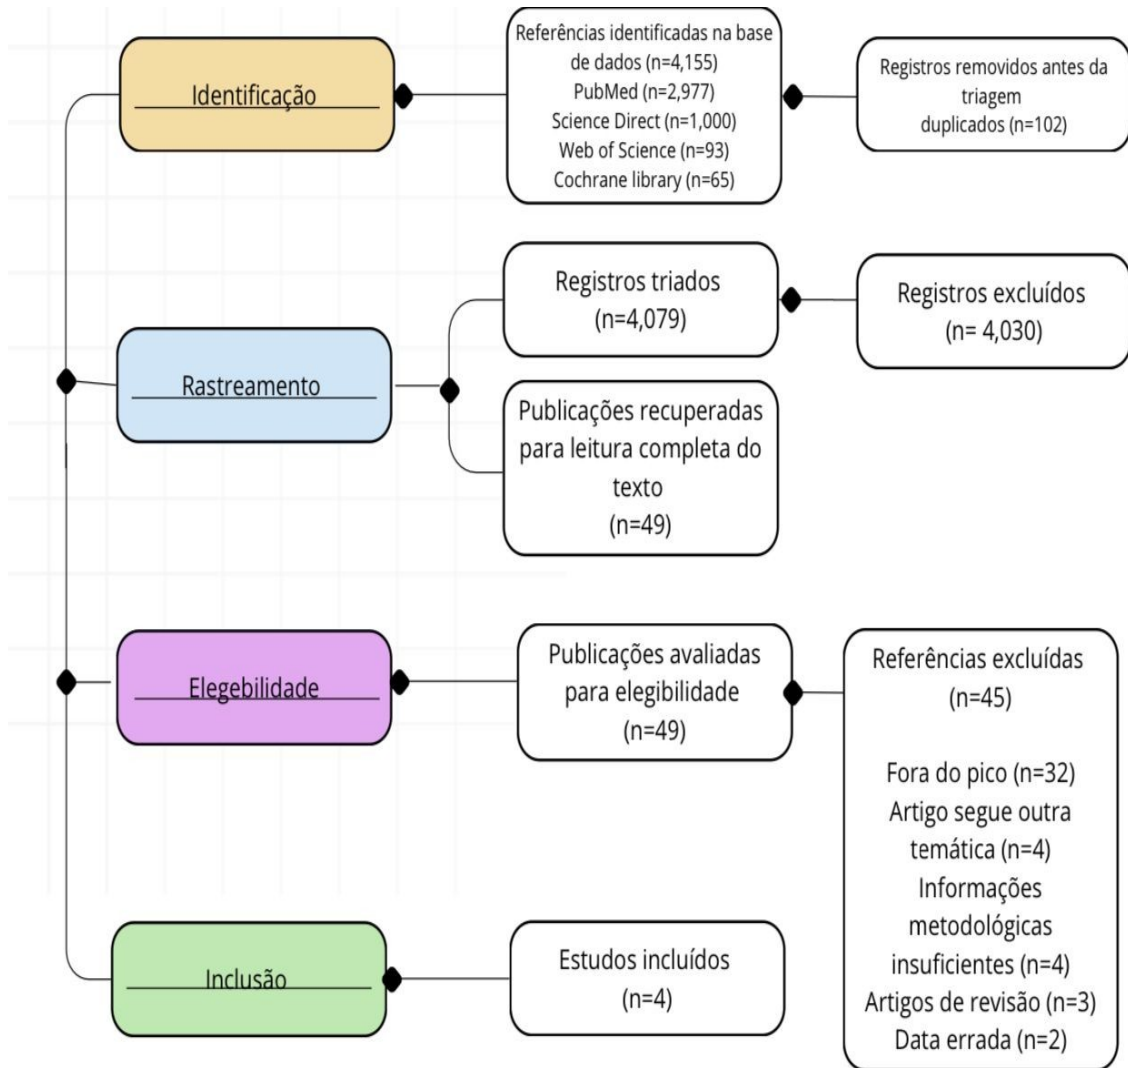 Identificação
Referências identificadas na base
de dados (n=4,155)
PubMed (n=2,977)
Science Direct (n=1,000)
Web of Science (n=93)
Cochrane library (n=65)
Registros removidos antes da
triagem
duplicados (n=102)
Rastreamento
Registros triados
(n=4,079)
Registros excluídos
(n= 4,030)
Publicações recuperadas
para leitura completa do
texto
(n=49)
Elegebilidade
Publicações avaliadas
para elegibilidade
(n=49)
Referências excluídas
(n=45)
Fora do pico (n=32)
Artigo segue outra
temática (n=4)
Informações
metodológicas
insuficientes (n=4)
Artigos de revisão (n=3)
Data errada (n=2)
Inclusão
Estudos incluídos
(n=4)